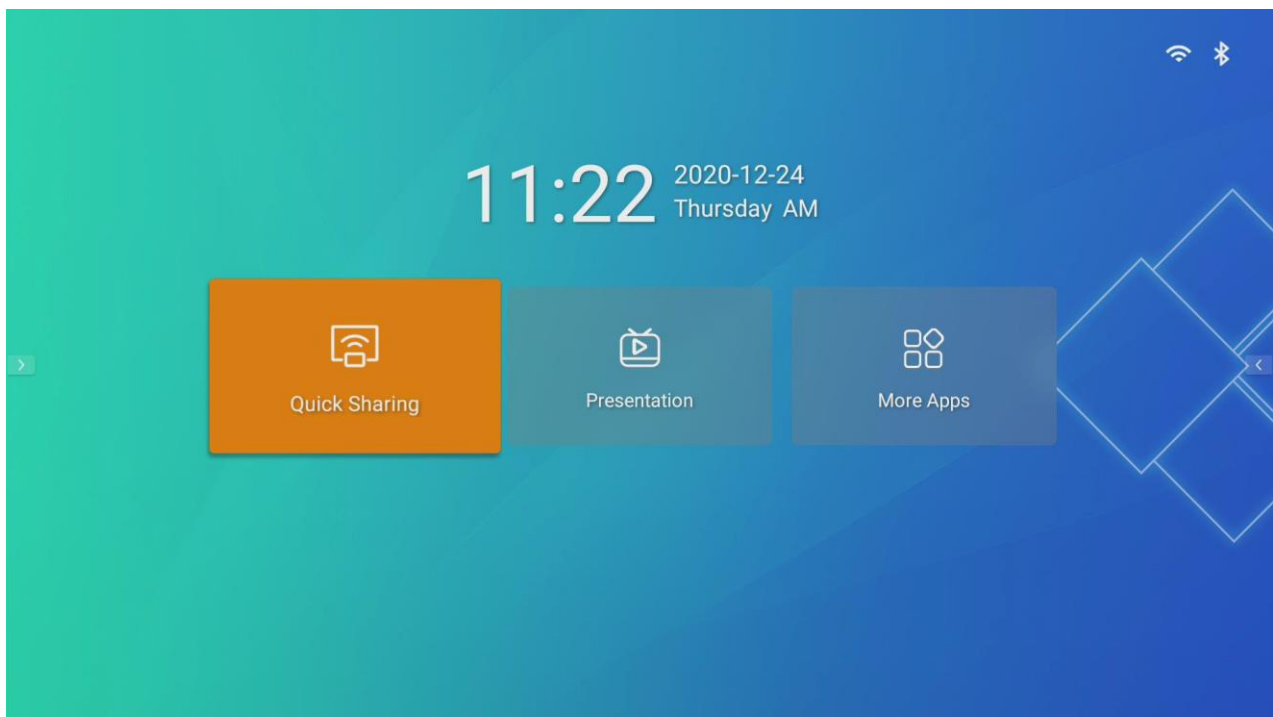 11:22
2020-12-24
Thursday AM
Quick Sharing
Presentation
More Apps